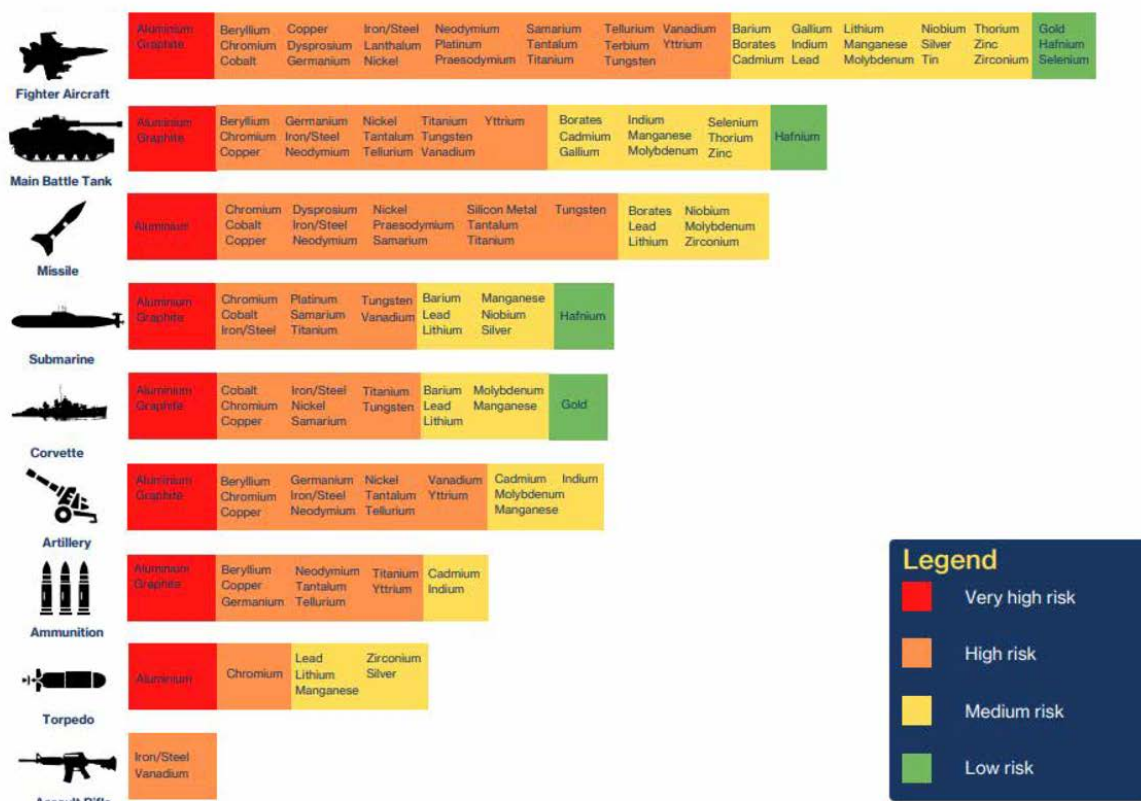 Aluminium Beryllium Copper Iron/Steel Neodymium Samarium Tellurium Vanadium Barium Gallium Lithium Niobium Thorium Gold
Graphite Chromium Dysprosium Lanthalum Platinum Tantalum Terbium Yttrium Borates Indium Manganese Silver Zinc Hafnium
Cobalt Germanium Nickel Praesodymium Titanium Tungsten Cadmium Lead Molybdenum Tin Zirconium Selenium
Fighter Aircraft
Aluminium Beryllium Germanium Nickel Titanium Yttrium Borates Indium Selenium
Graphite Chromium Iron/Steel Tantalum Tungsten Cadmium Manganese Thorium Hafnium
Copper Neodymium Tellurium Vanadium Gallium Molybdenum Zinc
Main Battle Tank
Chromium Dysprosium Nickel Silicon Metal Tungsten Borates Niobium
Aluminium Cobalt Iron/Steel Praesodymium Tantalum Lead Molybdenum
Copper Neodymium Samarium Titanium Lithium Zirconium
Missile
Aluminium Chromium Platinum Tungsten Barium Manganese
Graphite Cobalt Samarium Vanadium Lead Niobium Hafnium
Iron/Steel Titanium Lithium Silver
Submarine
Aluminium Cobalt Iron/Steel Titanium Barium Molybdenum
Graphite Chromium Nickel Tungsten Lead Manganese Gold
Copper Samarium Lithium
Corvette
Aluminium Beryllium Germanium Nickel Vanadium Cadmium Indium
Graphite Chromium Iron/Steel Tantalum Yttrium Molybdenum
Copper Neodymium Tellurium Manganese
Artillery
Aluminium Beryllium Neodymium Titanium Cadmium
Graphite Copper Tantalum Yttrium Indium
Germanium Tellurium
Ammunition
Lead Zirconium
Aluminium Chromium Lithium Silver
Manganese
Torpedo
Iron/Steel
Vanadium
Assault Rifle
Legend
Very high risk
High risk
Medium risk
Low risk